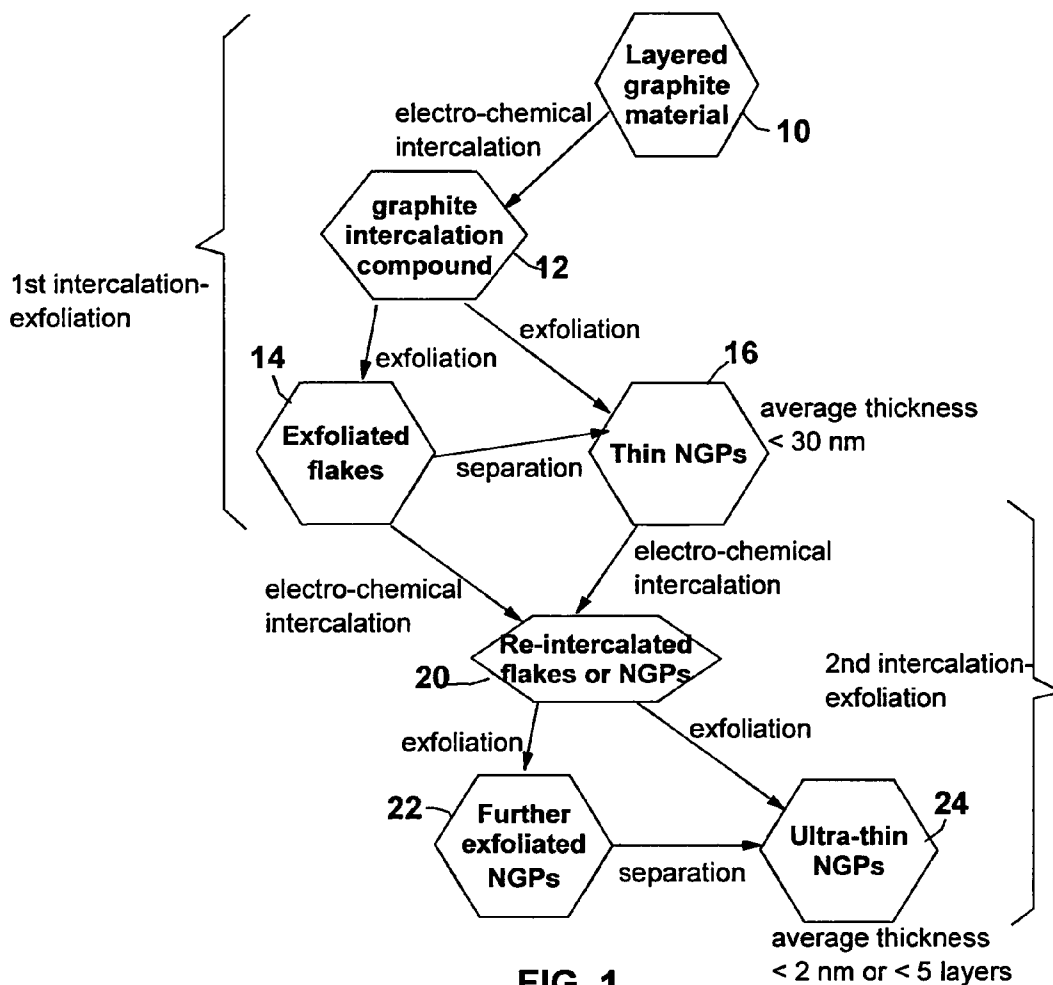 Layered
graphite
material
10
electro-chemical
intercalation
graphite
intercalation
compound
12
1st intercalation-
exfoliation
exfoliation
exfoliation
14
16
Exfoliated
flakes
separation
Thin NGPs
average thickness
< 30 nm
electro-chemical
intercalation
electro-chemical
intercalation
Re-intercalated
flakes or NGPs
20
2nd intercalation-
exfoliation
exfoliation
exfoliation
22
Further
exfoliated
NGPs
separation
Ultra-thin
NGPs
24
average thickness
< 2 nm or < 5 layers
FIG. 1